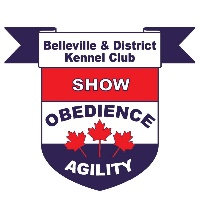 Belleville & District
Kennel Club
SHOW
OBEDIENCE
AGILITY